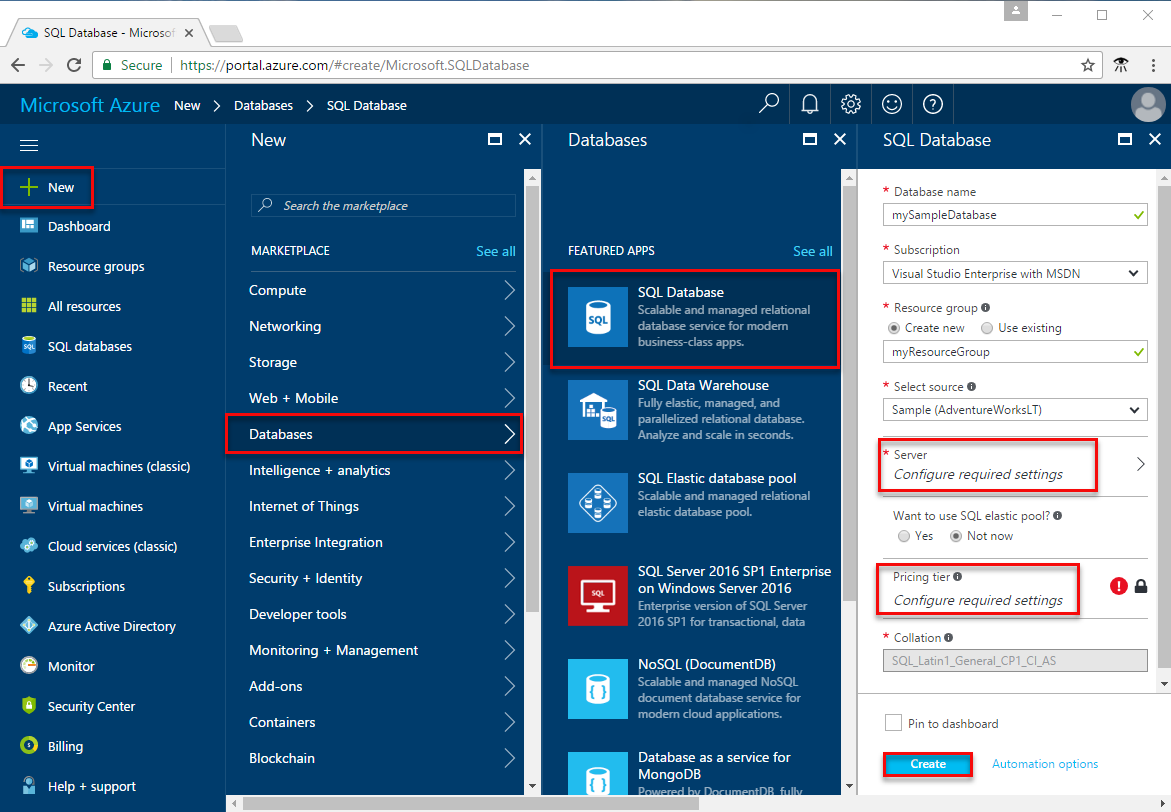 SQL Database - Microsof
Secure
https://portal.azure.com/#create/Microsoft.SQLDatabase
Microsoft Azure New > Databases > SQL Database
New
Dashboard
Resource groups
All resources
SQL databases
Recent
App Services
Virtual machines (classic)
Virtual machines
Cloud services (classic)
Subscriptions
Azure Active Directory
Monitor
Security Center
Billing
Help + support
New
Search the marketplace
MARKETPLACE
See all
Compute
Networking
Storage
Web + Mobile
Databases
Intelligence + analytics
Internet of Things
Enterprise Integration
Security + Identity
Developer tools
Monitoring + Management
Add-ons
Containers
Blockchain
Databases
FEATURED APPS
See all
SQL
SQL Database
Scalable and managed relational
database service for modern
business-class apps.
SQL
SQL Data Warehouse
Fully elastic, managed, and
parallelized relational database.
Analyze and scale in seconds.
SQL Elastic database pool
Scalable and managed relational
elastic database pool.
SQL
SQL Server 2016 SP1 Enterprise
on Windows Server 2016
Enterprise version of SQL Server
2016 SP1 for transactional, data
NoSQL (DocumentDB)
Scalable and managed NoSQL
document database service for
modern cloud applications.
Database as a service for
MongoDB
Powered by DocumentDB, fully
SQL Database
* Database name
mySampleDatabase
* Subscription
Visual Studio Enterprise with MSDN
* Resource group
Create new
Use existing
myResourceGroup
* Select source
Sample (AdventureWorksLT)
* Server
Configure required settings
Want to use SQL elastic pool?
Yes
Not now
Pricing tier
Configure required settings
* Collation
SQL_Latin1_General_CP1_CI_AS
Pin to dashboard
Create
Automation options